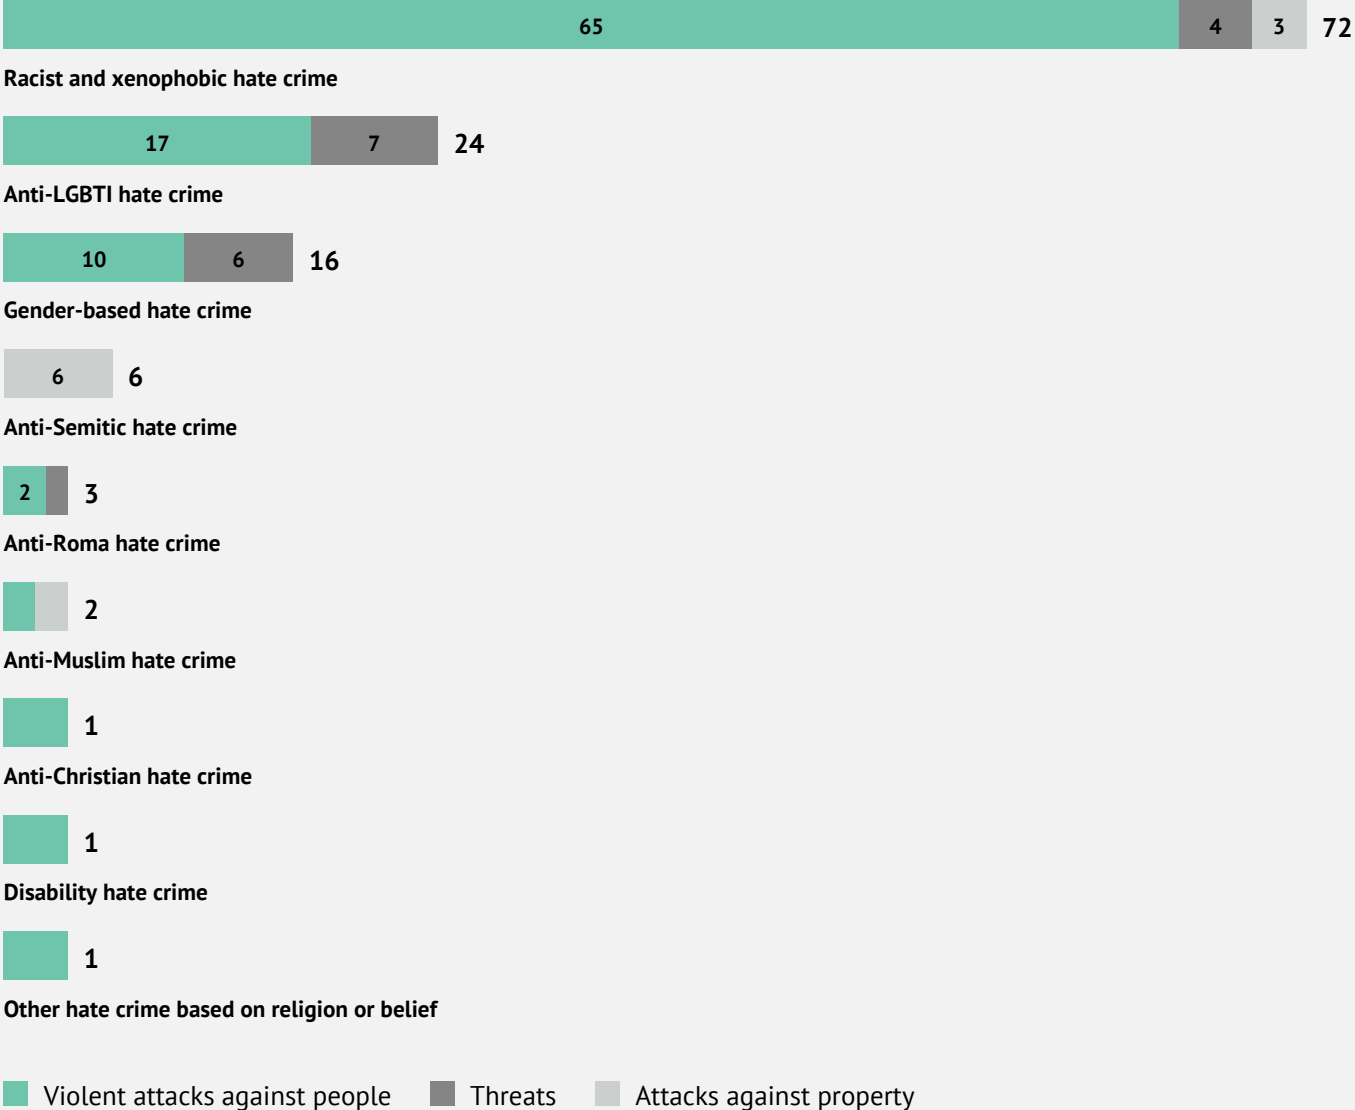 65 4 3 72
Racist and xenophobic hate crime
17 7 24
Anti-LGBTI hate crime
10 6 16
Gender-based hate crime
6 6
Anti-Semitic hate crime
2 3
Anti-Roma hate crime
2
Anti-Muslim hate crime
1
Anti-Christian hate crime
1
Disability hate crime
1
Other hate crime based on religion or belief
Violent attacks against people Threats Attacks against property